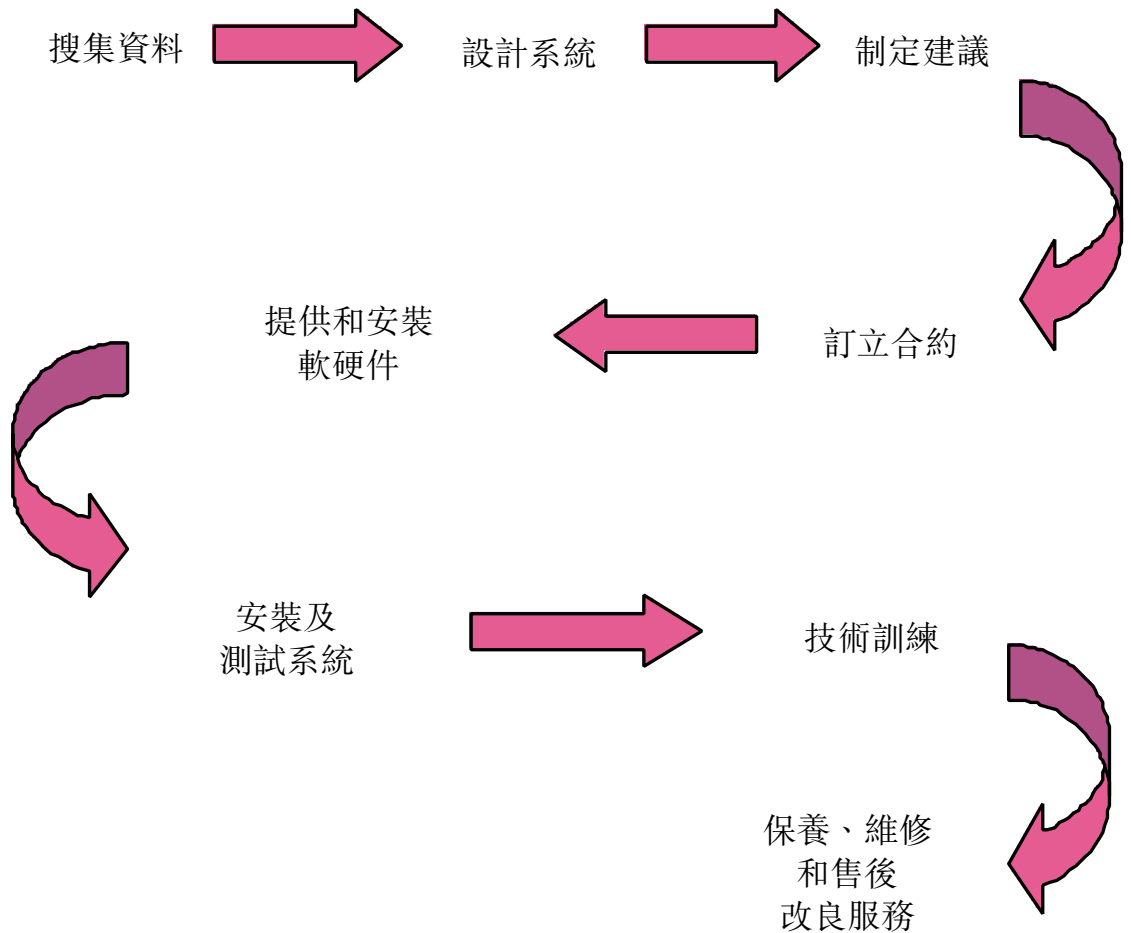 搜集資料
設計系統
制定建議
訂立合約
提供和安裝
軟硬件
安裝及
測試系統
技術訓練
保養、維修
和售後
改良服務